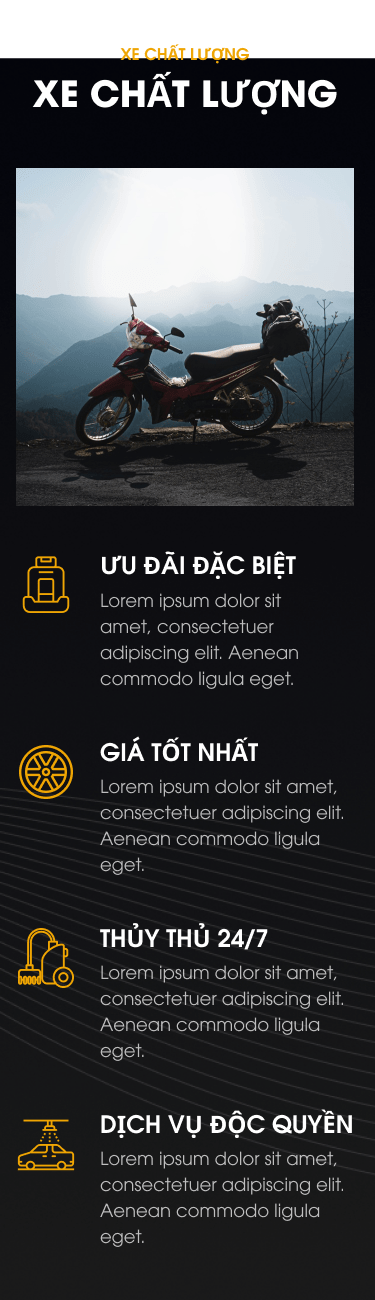 XE CHẤT LƯỢNG
XE CHẤT LƯỢNG
ƯU ĐÃI ĐẶC BIỆT
Lorem ipsum dolor sit
amet, consectetuer
adipiscing elit. Aenean
commodo ligula eget.
GIÁ TỐT NHẤT
Lorem ipsum dolor sit amet,
consectetuer adipiscing elit.
Aenean commodo ligula
eget.
THỦY THỦ 24/7
Lorem ipsum dolor sit amet,
consectetuer adipiscing elit.
Aenean commodo ligula
eget.
DỊCH VỤ ĐỘC QUYỀN
Lorem ipsum dolor sit amet,
consectetuer adipiscing elit.
Aenean commodo ligula
eget.